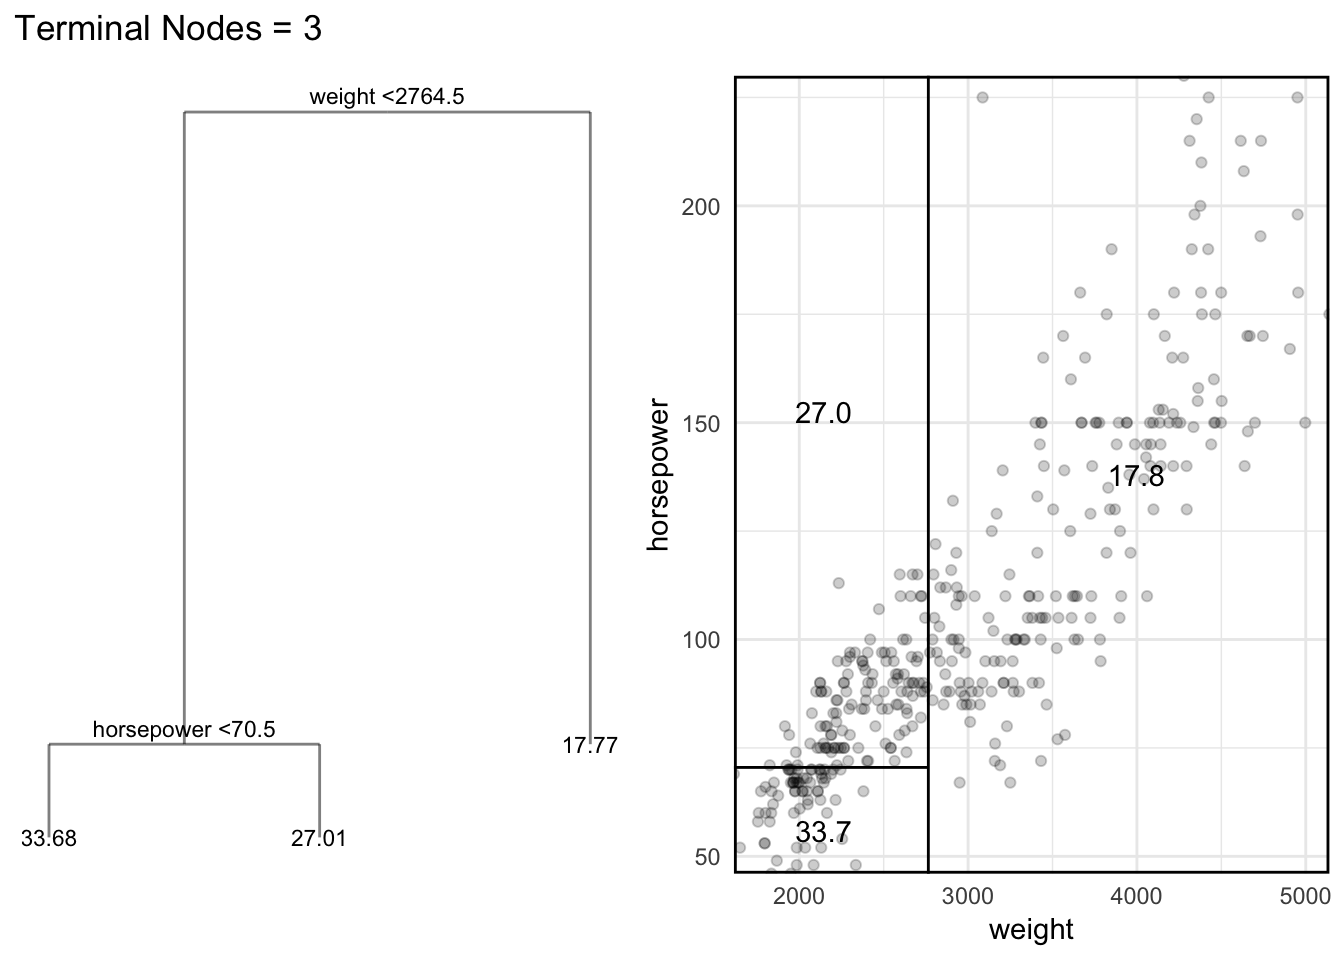 Terminal Nodes = 3
weight <2764.5
horsepower <70.5
17.77
33.68
27.01
horsepower
200
150
100
50
27.0
17.8
33.7
2000
3000
4000
5000
weight